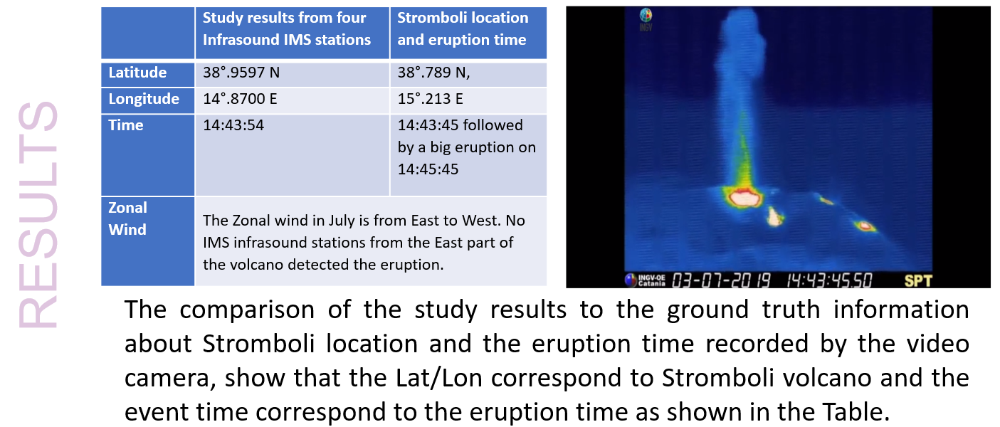 RESULTS
Study results from four
Infrasound IMS stations
Stromboli location
and eruption time
Latitude
38°.9597 N
38°.789 N,
Longitude
14°.8700 E
15°.213 E
Time
14:43:54
14:43:45 followed
by a big eruption on
14:45:45
Zonal
Wind
The Zonal wind in July is from East to West. No
IMS infrasound stations from the East part of
the volcano detected the eruption.
INGV
INGV-OE
Catania
03-07-2019 14:43:45.50
SPT
The comparison of the study results to the ground truth information
about Stromboli location and the eruption time recorded by the video
camera, show that the Lat/Lon correspond to Stromboli volcano and the
event time correspond to the eruption time as shown in the Table.